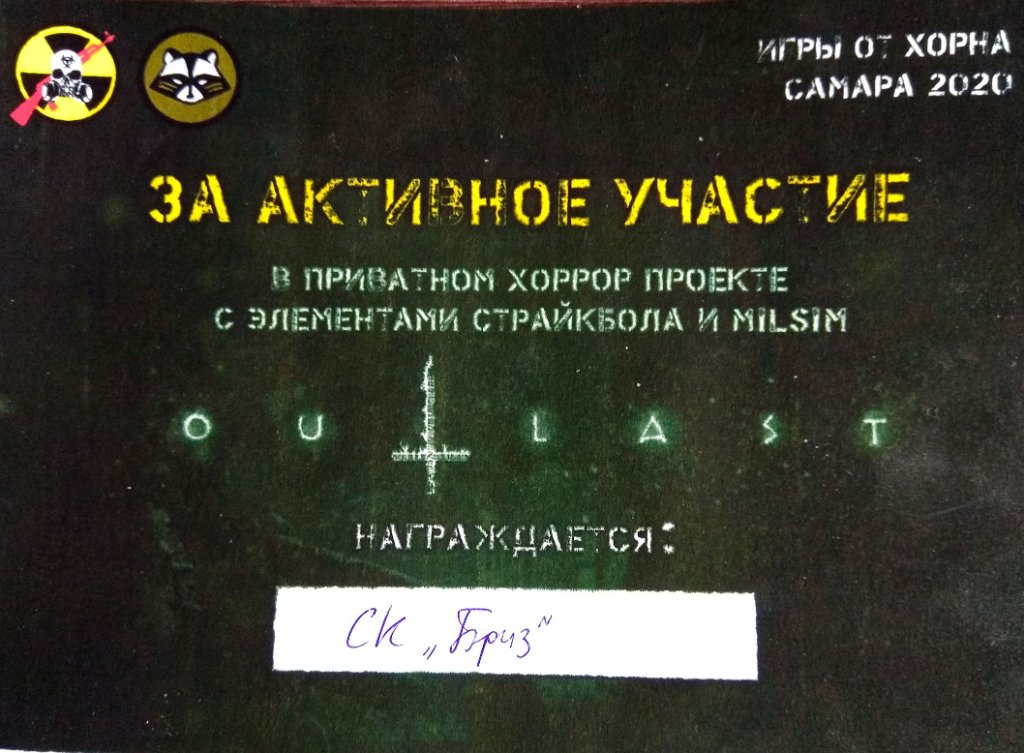 ИГРЫ ОТ ХОРНА
САМАРА 2020
ЗА АКТИВНОЕ УЧАСТИЕ
В ПРИВАТНОМ ХОРРОР ПРОЕКТЕ
С ЭЛЕМЕНТАМИ СТРАЙКБОЛА И MILSIM
OUTLAST
НАГРАЖДАЕТСЯ:
СК „Бриз"